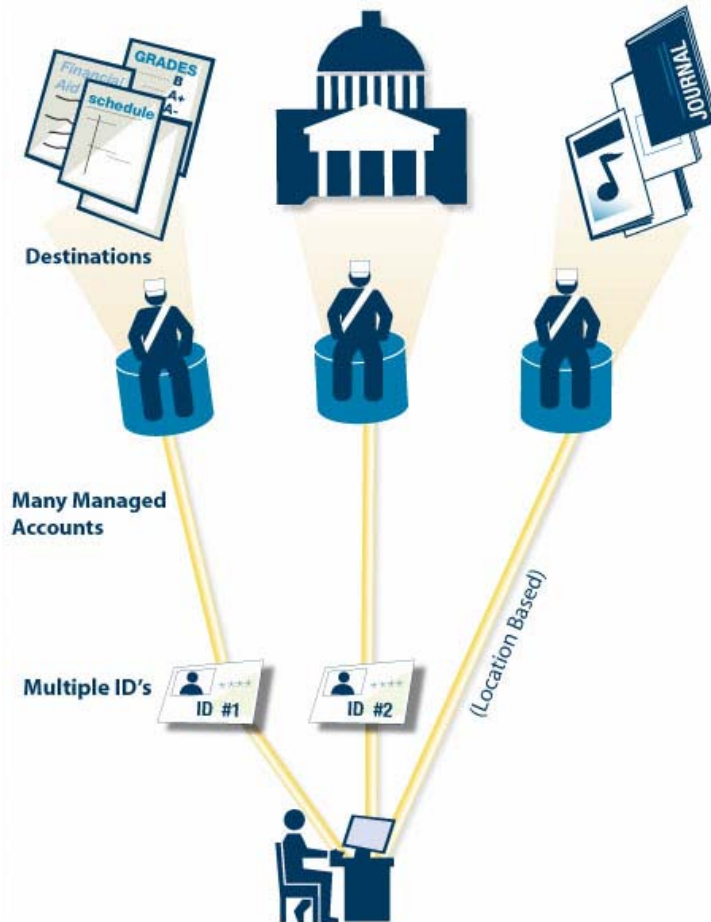 GRADES
B
A+
A-
Financial
Aid
schedule
JOURNAL
Destinations
Many Managed
Accounts
(Location Based)
Multiple ID's
****
ID #1
****
ID #2